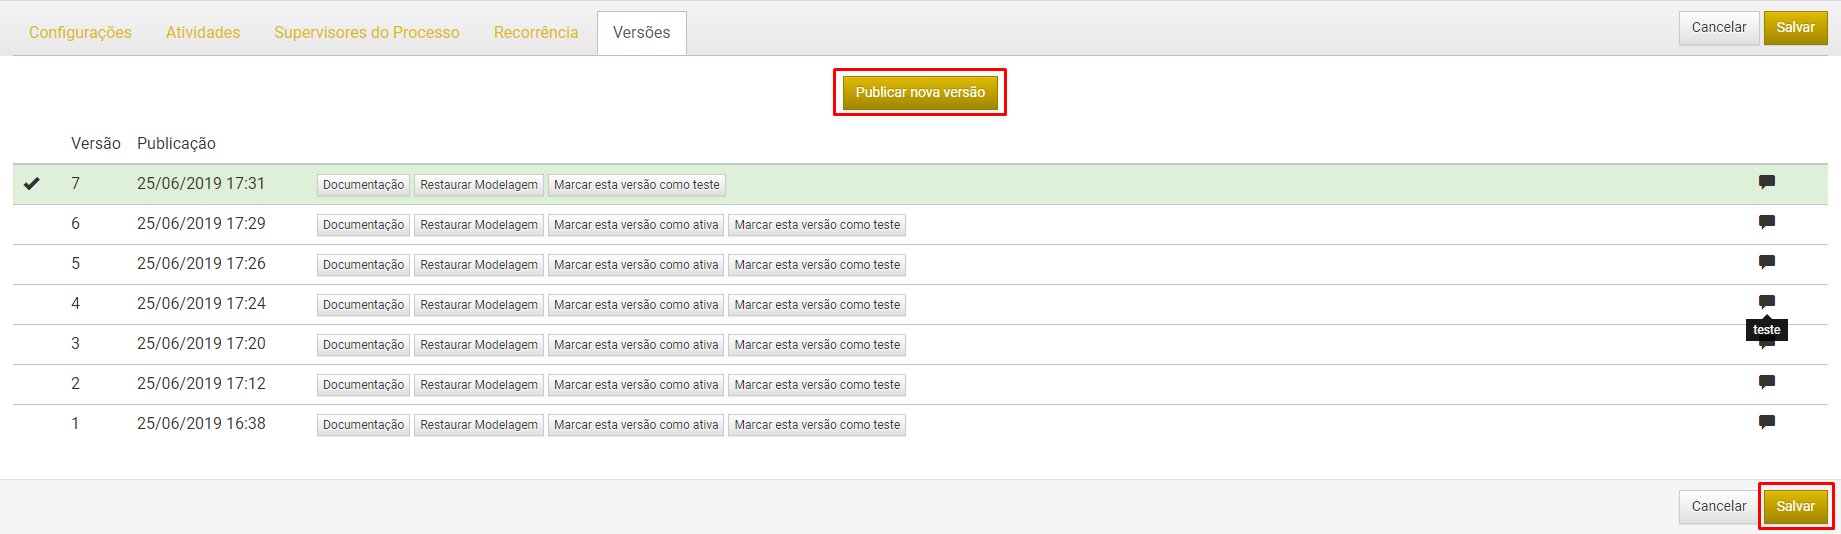 Configurações Atividades Supervisores do Processo Recorrência Versões Cancelar Salvar
Publicar nova versão
Versão Publicação
7 25/06/2019 17:31 Documentação Restaurar Modelagem Marcar esta versão como teste
6 25/06/2019 17:29 Documentação Restaurar Modelagem Marcar esta versão como ativa Marcar esta versão como teste
5 25/06/2019 17:26 Documentação Restaurar Modelagem Marcar esta versão como ativa Marcar esta versão como teste
4 25/06/2019 17:24 Documentação Restaurar Modelagem Marcar esta versão como ativa Marcar esta versão como teste
teste
3 25/06/2019 17:20 Documentação Restaurar Modelagem Marcar esta versão como ativa Marcar esta versão como teste
2 25/06/2019 17:12 Documentação Restaurar Modelagem Marcar esta versão como ativa Marcar esta versão como teste
1 25/06/2019 16:38 Documentação Restaurar Modelagem Marcar esta versão como ativa Marcar esta versão como teste
Cancelar Salvar